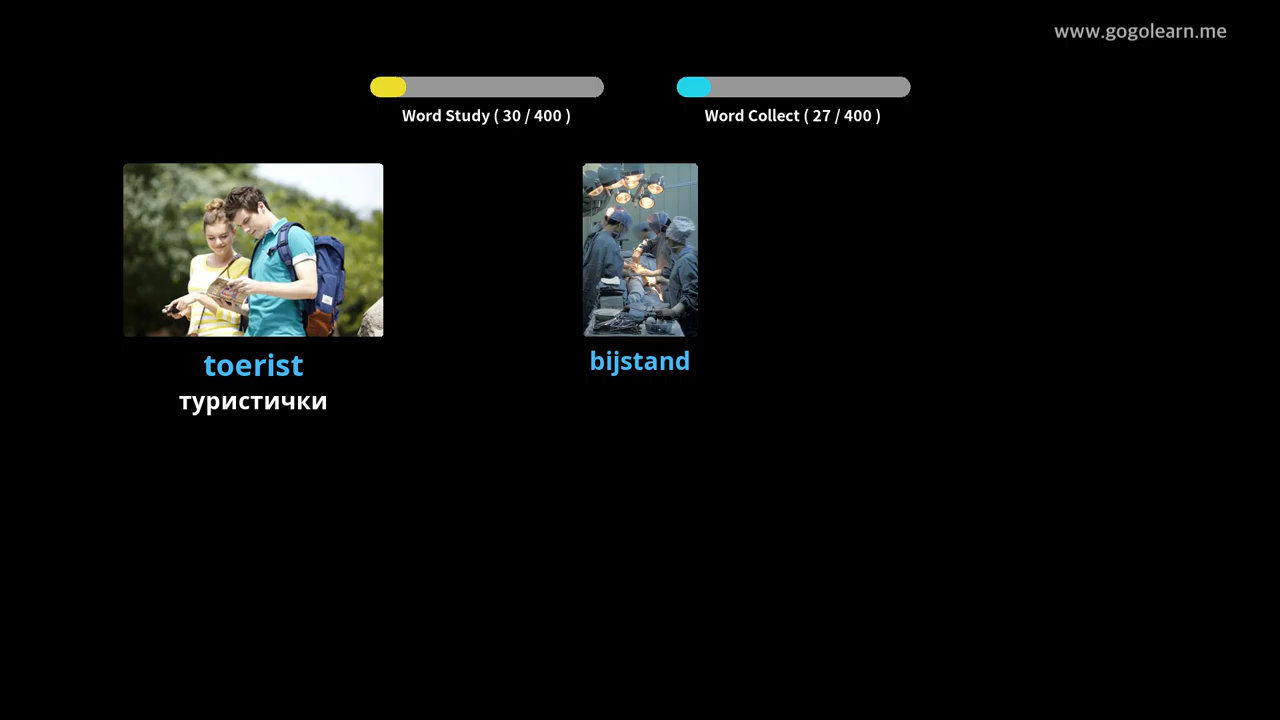 www.gogolearn.me
Word Study ( 30 / 400 )
Word Collect ( 27 / 400 )
toerist
туристички
bijstand